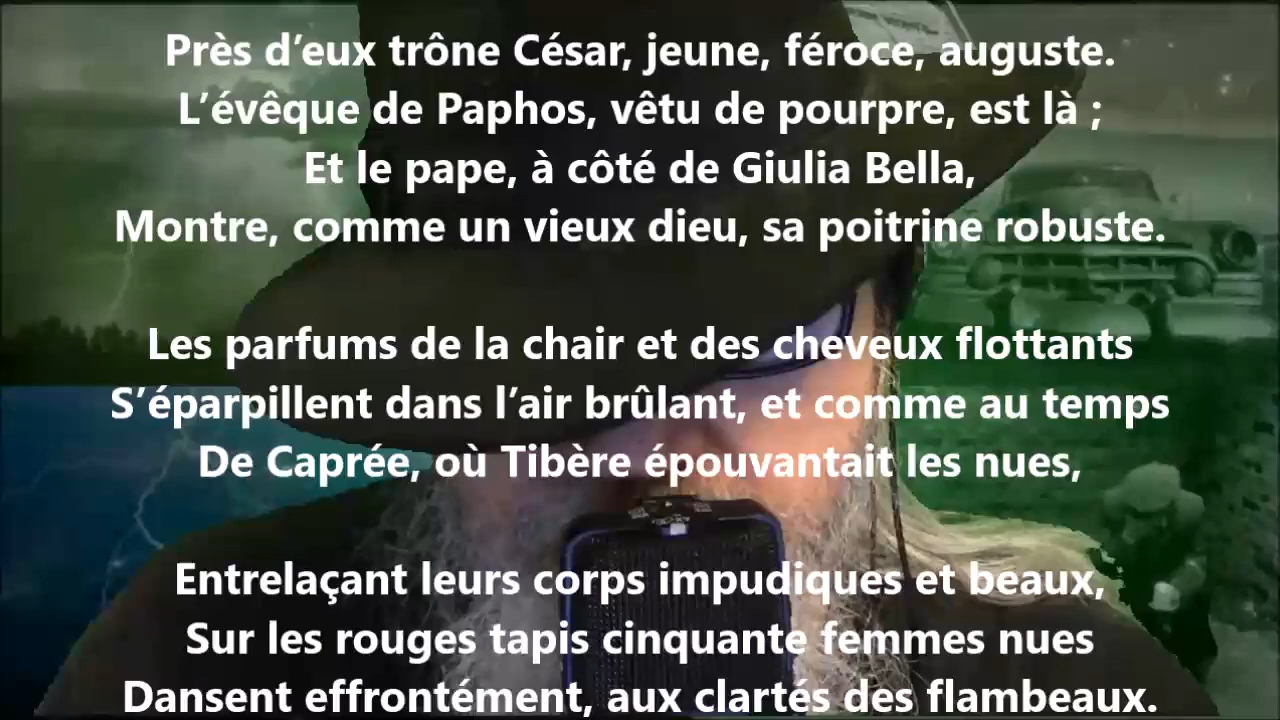 Près d’eux trône César, jeune, féroce, auguste.
L’évêque de Paphos, vêtu de pourpre, est là ;
Et le pape, à côté de Giulia Bella,
Montre, comme un vieux dieu, sa poitrine robuste.
Les parfums de la chair et des cheveux flottants
S’éparpillent dans l’air brûlant, et comme au temps
De Caprée, où Tibère épouvantait les nues,
Entrelaçant leurs corps impudiques et beaux,
Sur les rouges tapis cinquante femmes nues
Dansent effrontément, aux clartés des flambeaux.